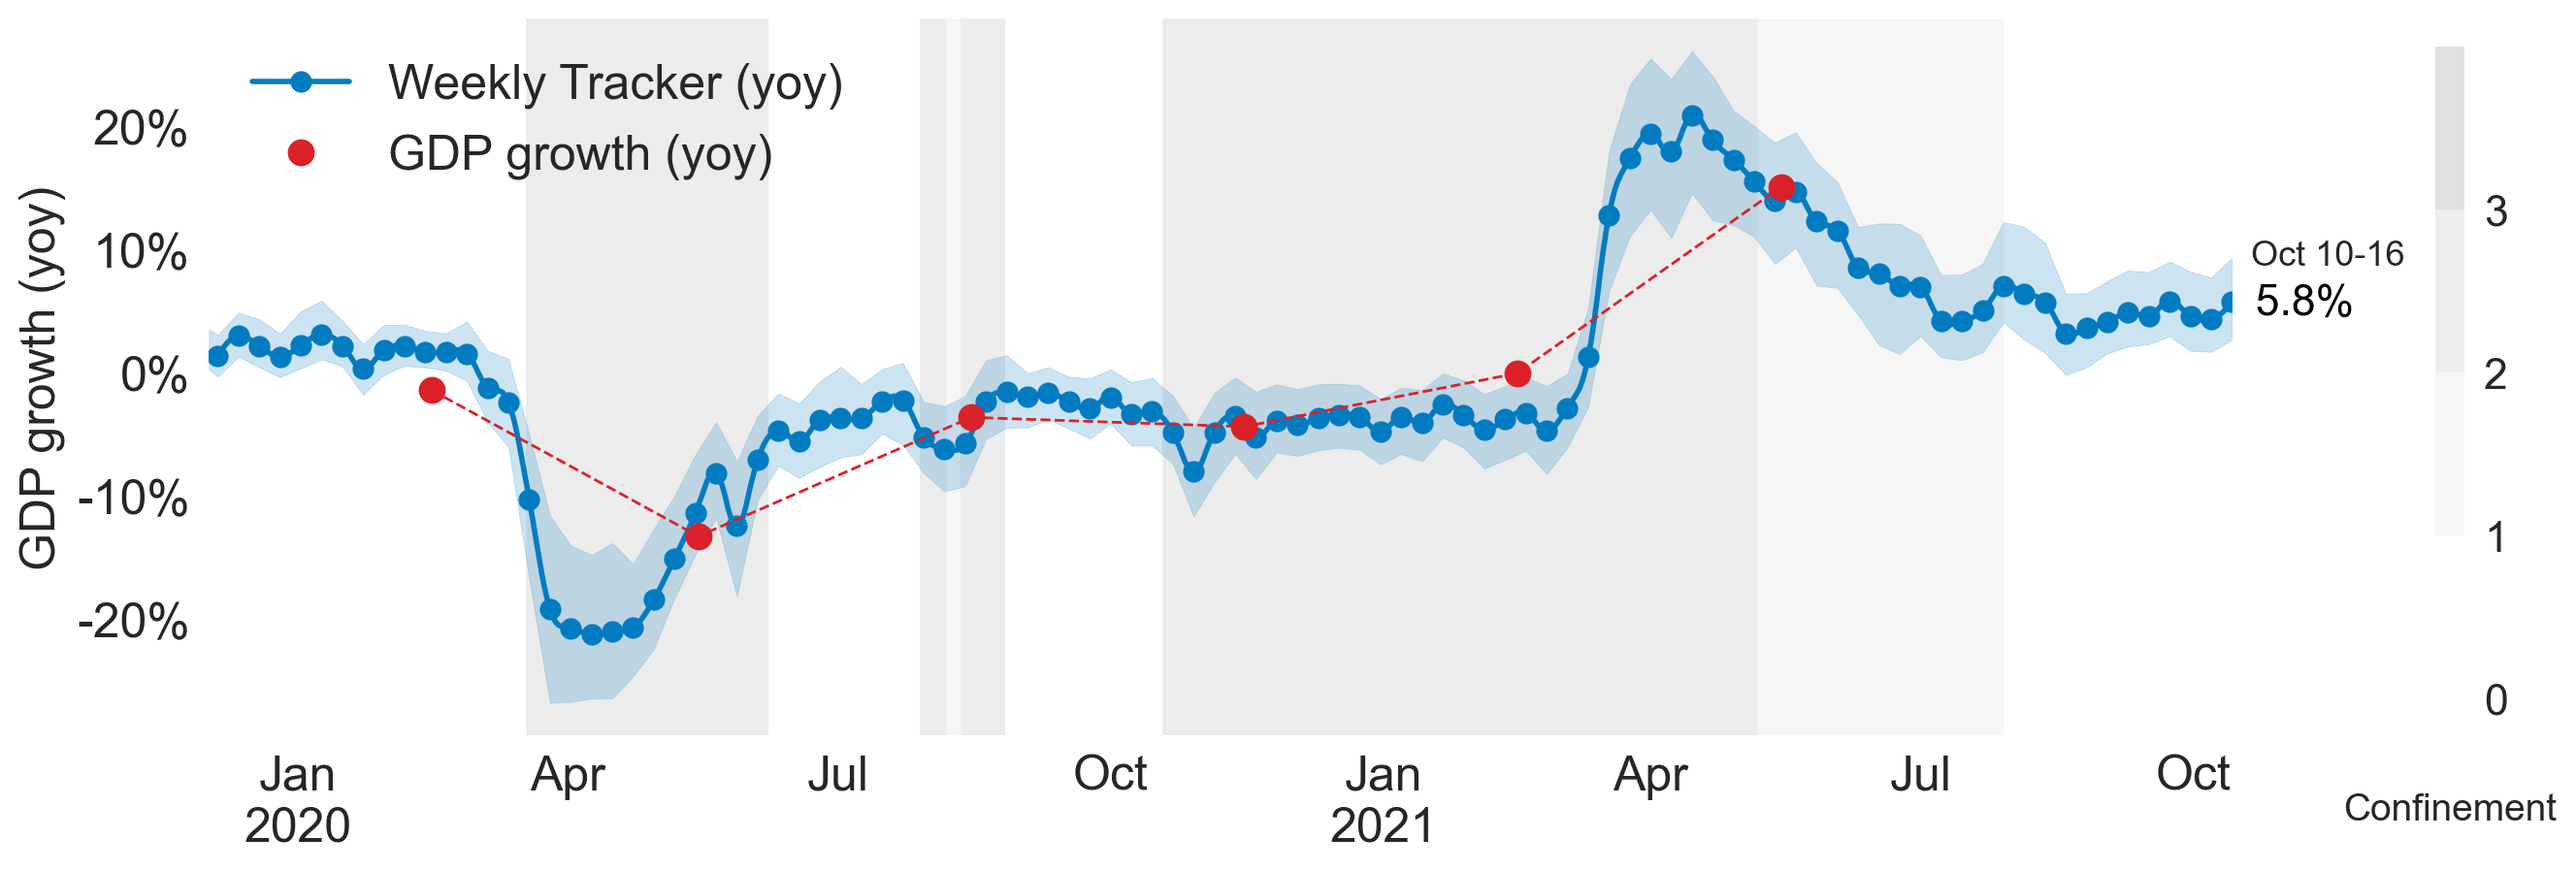 Weekly Tracker (yoy)
GDP growth (yoy)
GDP growth (yoy)
20%
10%
0%
-10%
-20%
Jan
2020
Apr
Jul
Oct
Jan
2021
Apr
Jul
Oct
Oct 10-16
5.8%
3
2
1
0
Confinement